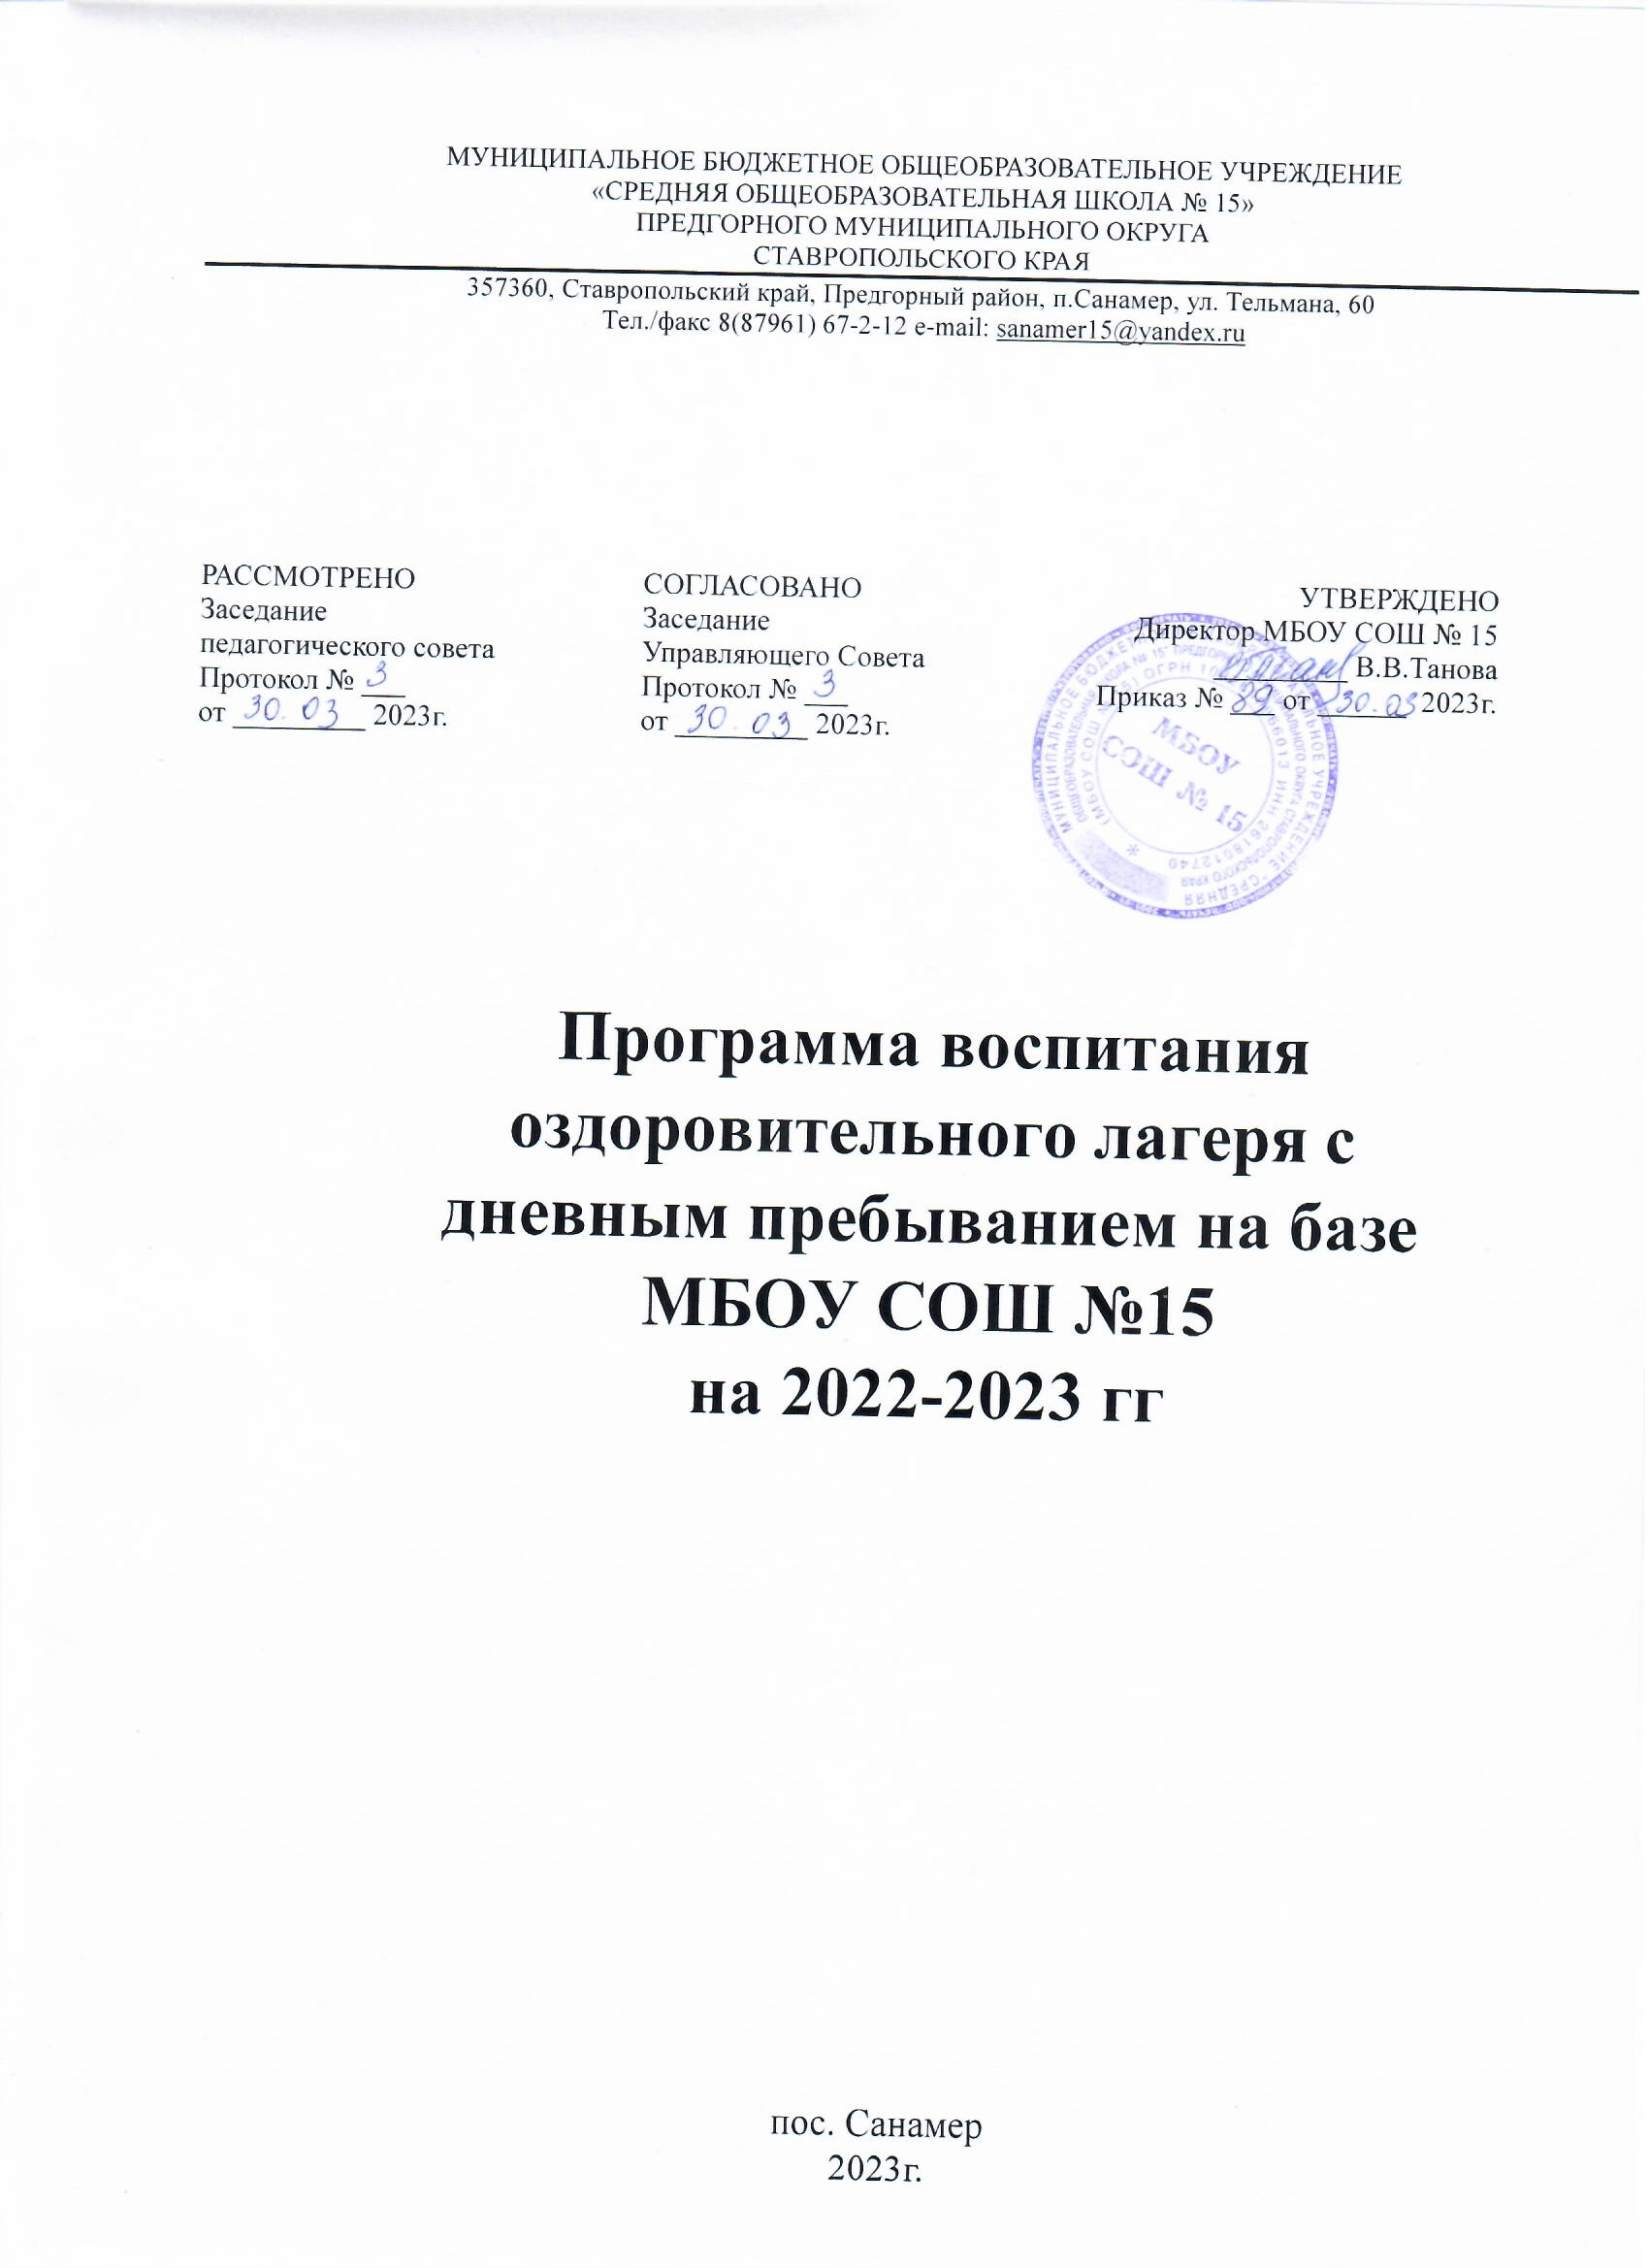 МУНИЦИПАЛЬНОЕ БЮДЖЕТНОЕ ОБЩЕОБРАЗОВАТЕЛЬНОЕ УЧРЕЖДЕНИЕ
«СРЕДНЯЯ ОБЩЕОБРАЗОВАТЕЛЬНАЯ ШКОЛА № 15»
ПРЕДГОРНОГО МУНИЦИПАЛЬНОГО ОКРУГА
СТАВРОПОЛЬСКОГО КРАЯ
357360, Ставропольский край, Предгорный район, п.Санамер, ул. Тельмана, 60
Тел./факс 8(87961) 67-2-12 e-mail: sanamer15@yandex.ru
РАССМОТРЕНО
Заседание
педагогического совета
Протокол № 3
от 30.03 2023г.
СОГЛАСОВАНО
Заседание
Управляющего Совета
Протокол № 3
от 30.03 2023г.
УТВЕРЖДЕНО
Директор МБОУ СОШ № 15
В.В.Танова
Приказ № 89 от 30.03 2023г.
МБОУ
СОШ № 15
Программа воспитания
оздоровительного лагеря с
дневным пребыванием на базе
МБОУ СОШ №15
на 2022-2023 гг
пос. Санамер
2023г.